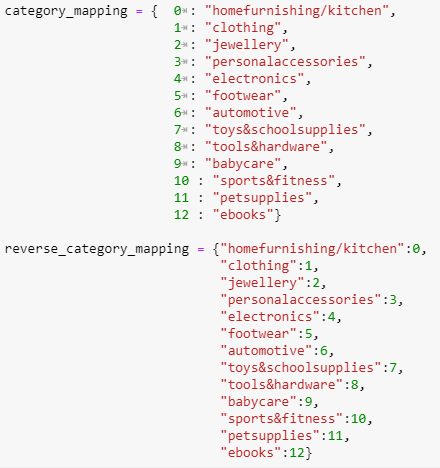 category_mapping = {  0 : "homefurnishing/kitchen",
1 : "clothing",
2 : "jewellery",
3 : "personalaccessories",
4 : "electronics",
5 : "footwear",
6 : "automotive",
7 : "toys&schoolsupplies",
8 : "tools&hardware",
9 : "babycare",
10 : "sports&fitness",
11 : "petsupplies",
12 : "ebooks"}
reverse_category_mapping = {"homefurnishing/kitchen":0,
"clothing":1,
"jewellery":2,
"personalaccessories":3,
"electronics":4,
"footwear":5,
"automotive":6,
"toys&schoolsupplies":7,
"tools&hardware":8,
"babycare":9,
"sports&fitness":10,
"petsupplies":11,
"ebooks":12}